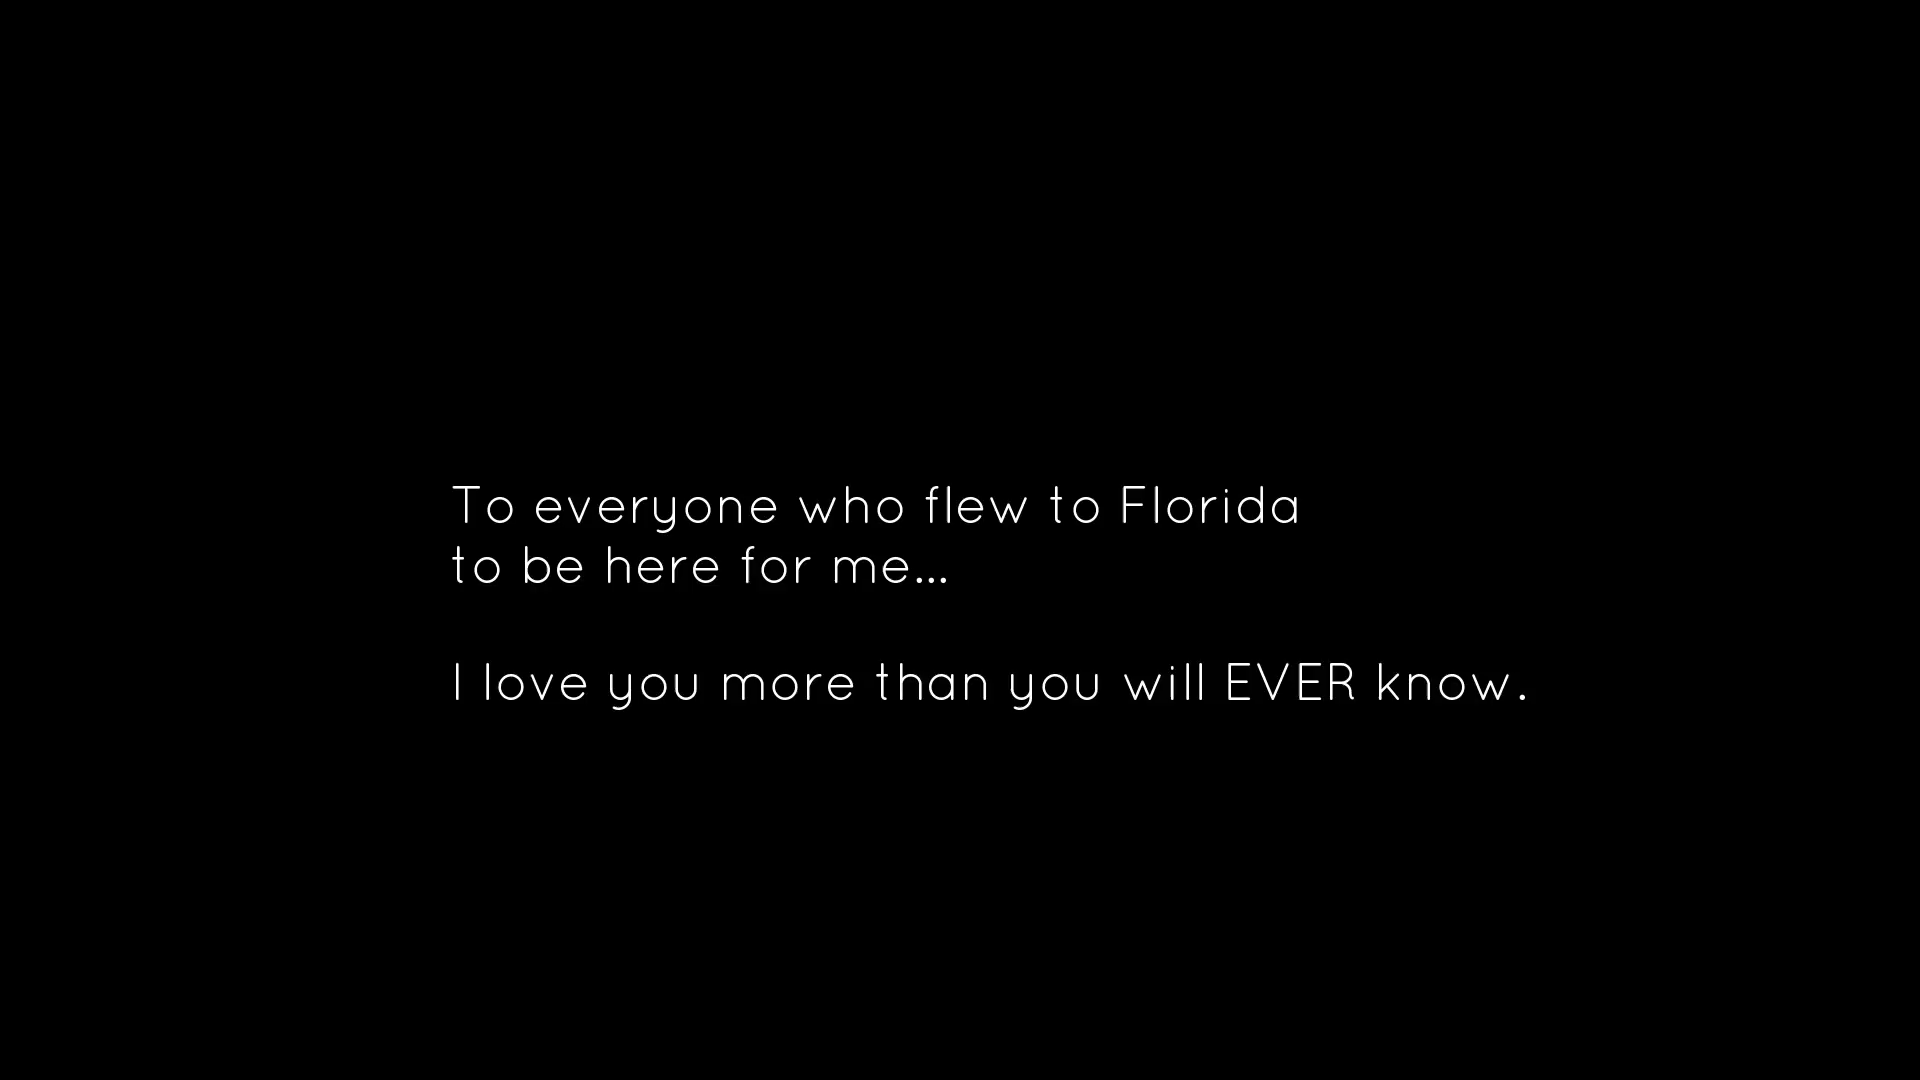 To everyone who flew to Florida
to be here for me...
I love you more than you will EVER know.